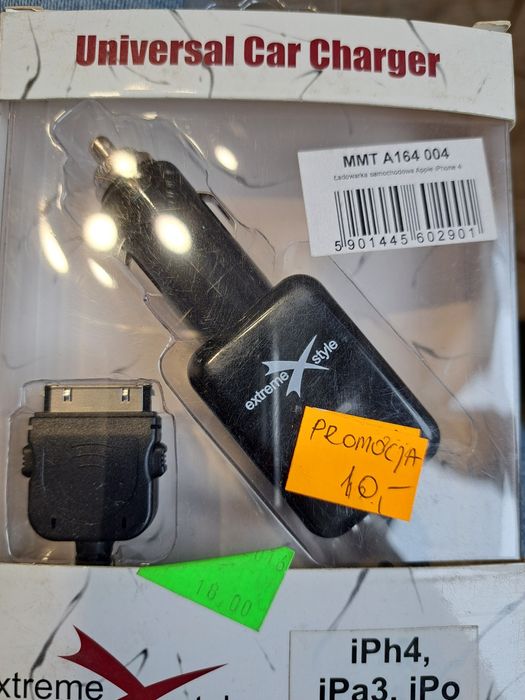 Universal Car Charger
MMT A164 004
Ładowarka samochodowa Apple iPhone 4
5 901445 602901
extreme style
PROMOCJA
10,-
18.00
xtreme
iPh4,
iPa3, iPo